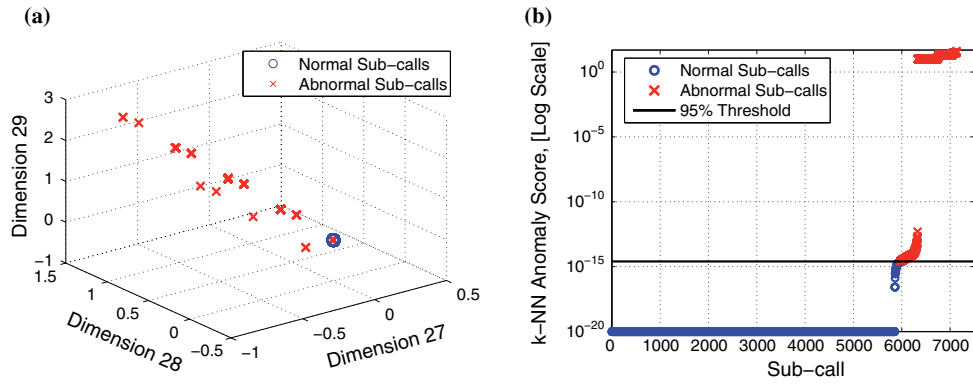 (a)
Normal Sub−calls
Abnormal Sub−calls
3
2
1
0
−1
Dimension 29
1.5
1
0.5
0
−0.5
Dimension 28
−1
−0.5
0
0.5
Dimension 27
(b)
Normal Sub−calls
Abnormal Sub−calls
95% Threshold
k−NN Anomaly Score, [Log Scale]
10^0
10^−5
10^−10
10^−15
10^−20
0 1000 2000 3000 4000 5000 6000 7000
Sub−call